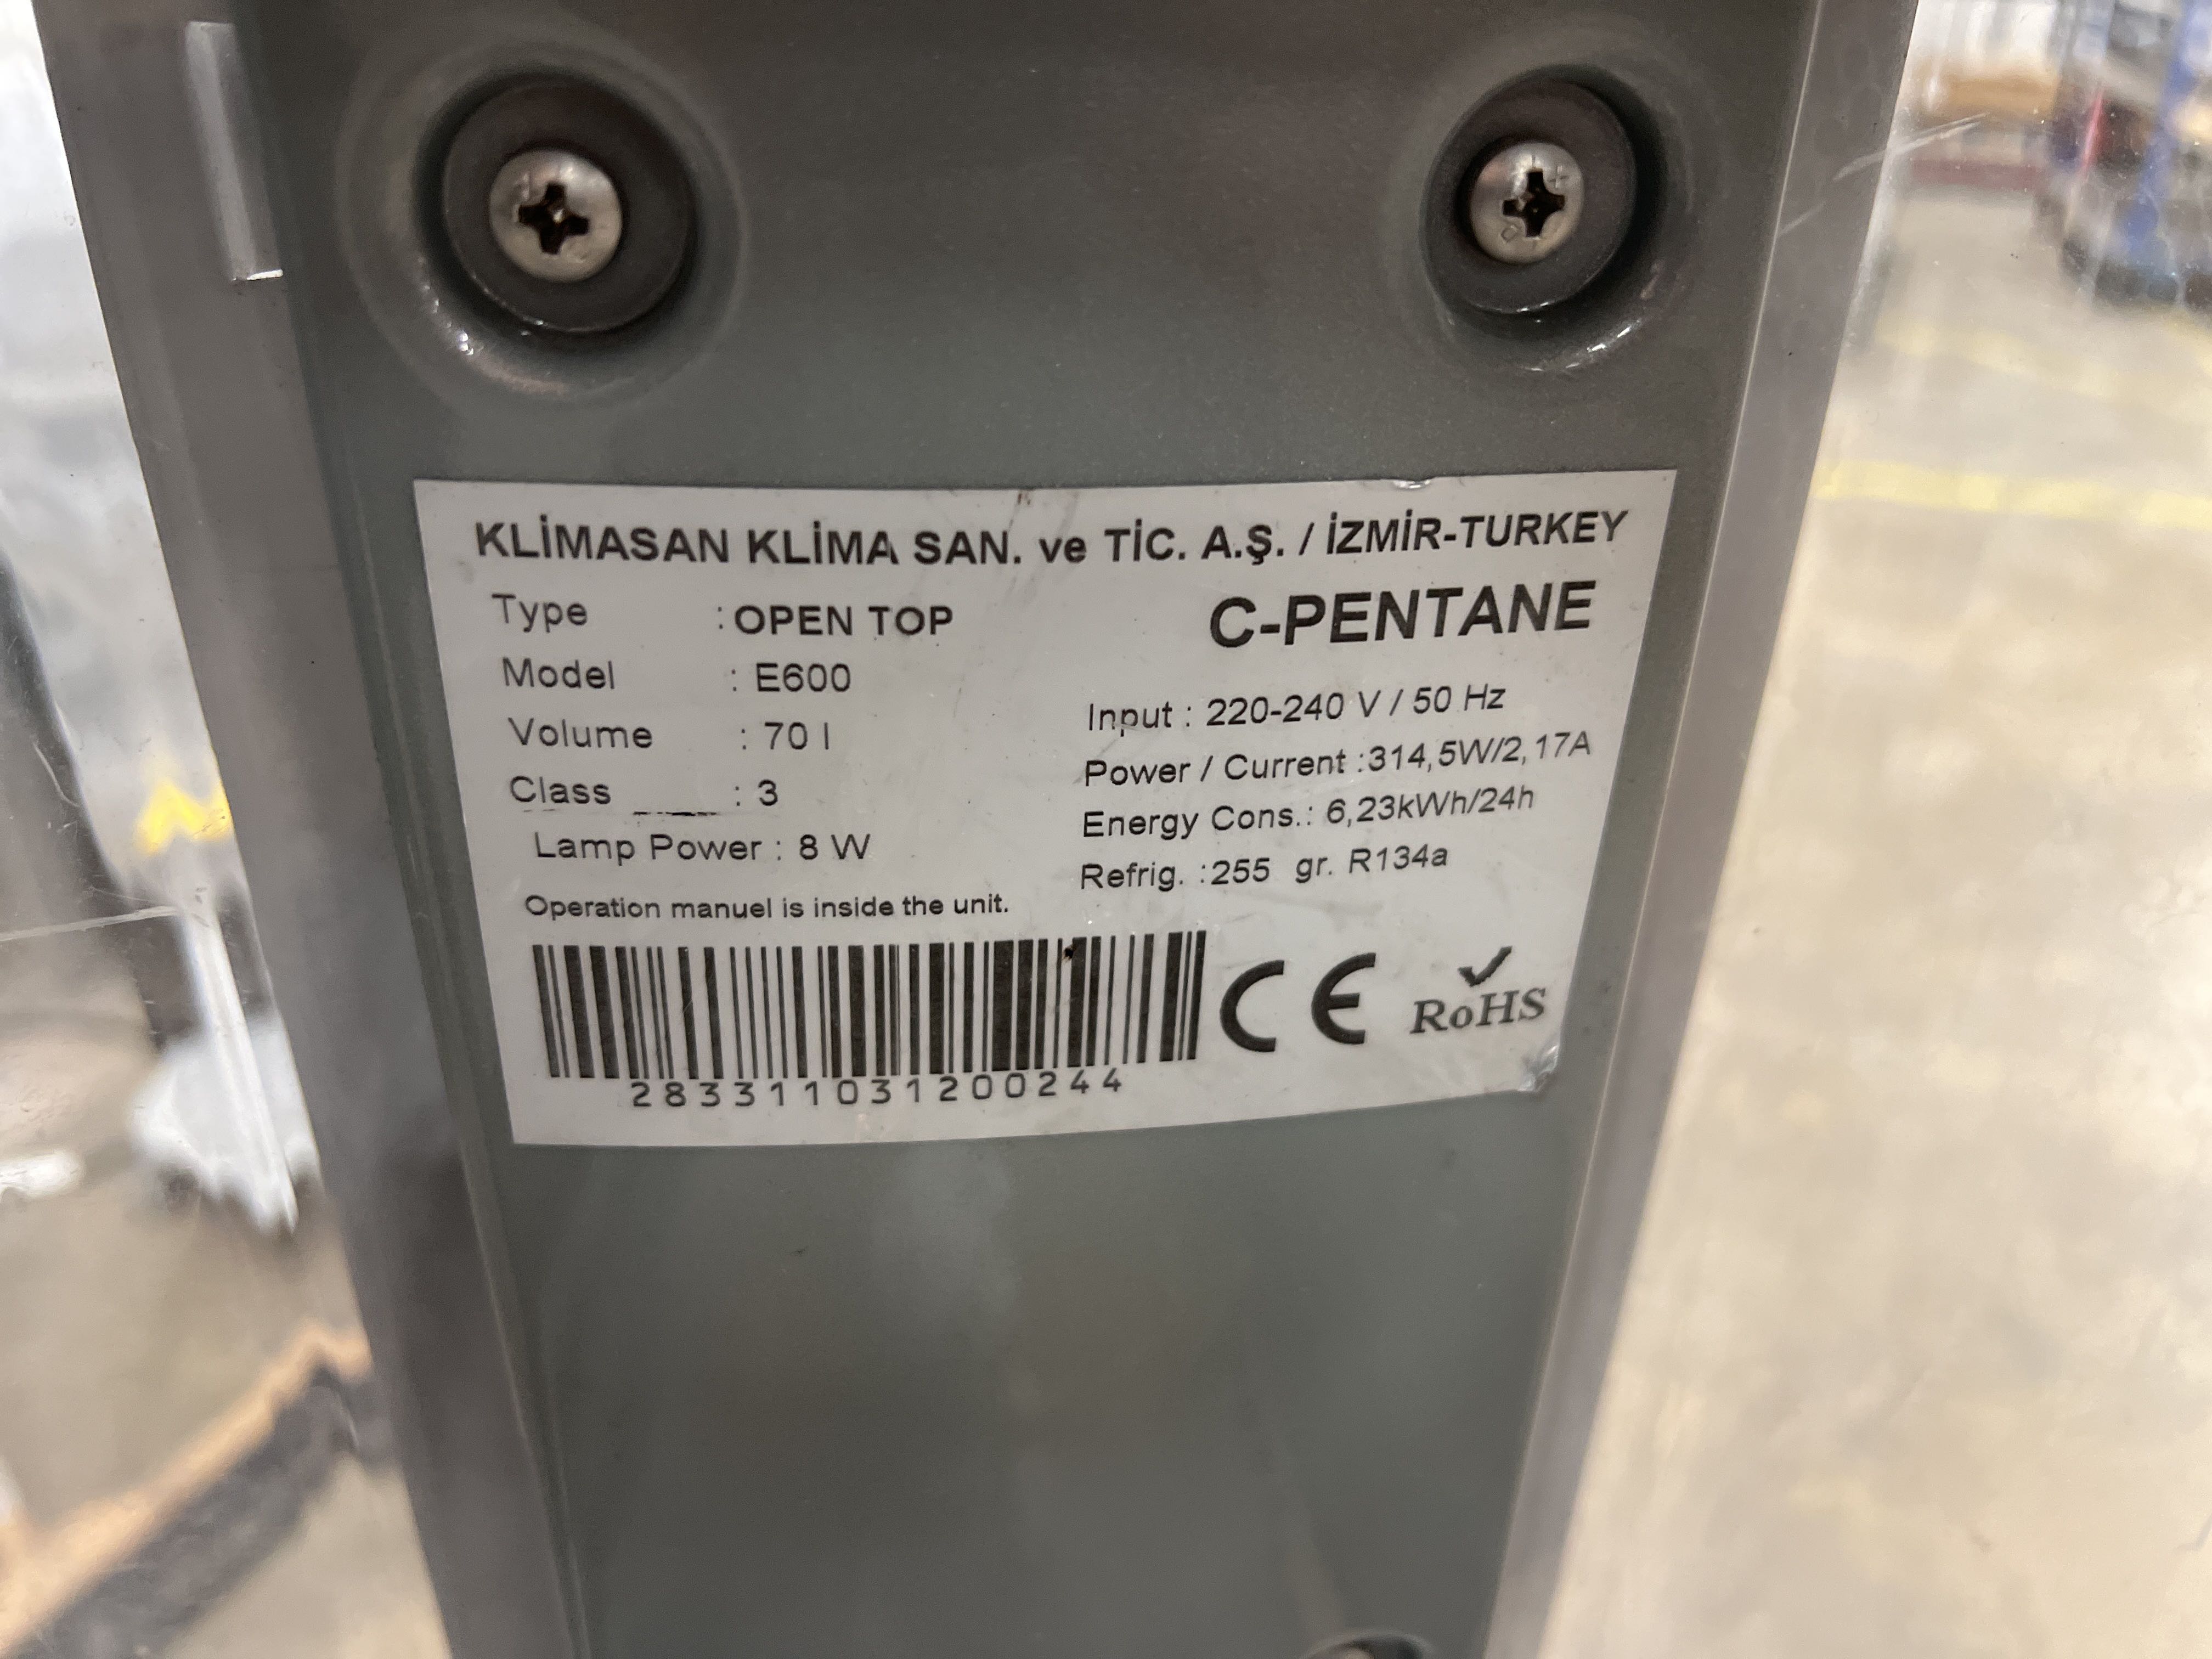 KLİMASAN KLİMA SAN. ve TİC. A.Ş. / İZMİR-TURKEY
Type : OPEN TOP
C-PENTANE
Model : E600
Volume : 70 l
Class : 3
Lamp Power : 8 W
Input : 220-240 V / 50 Hz
Power / Current :314,5W/2,17A
Energy Cons.: 6,23kWh/24h
Refrig. :255 gr. R134a
Operation manuel is inside the unit.
283311031200244
CE
RoHS